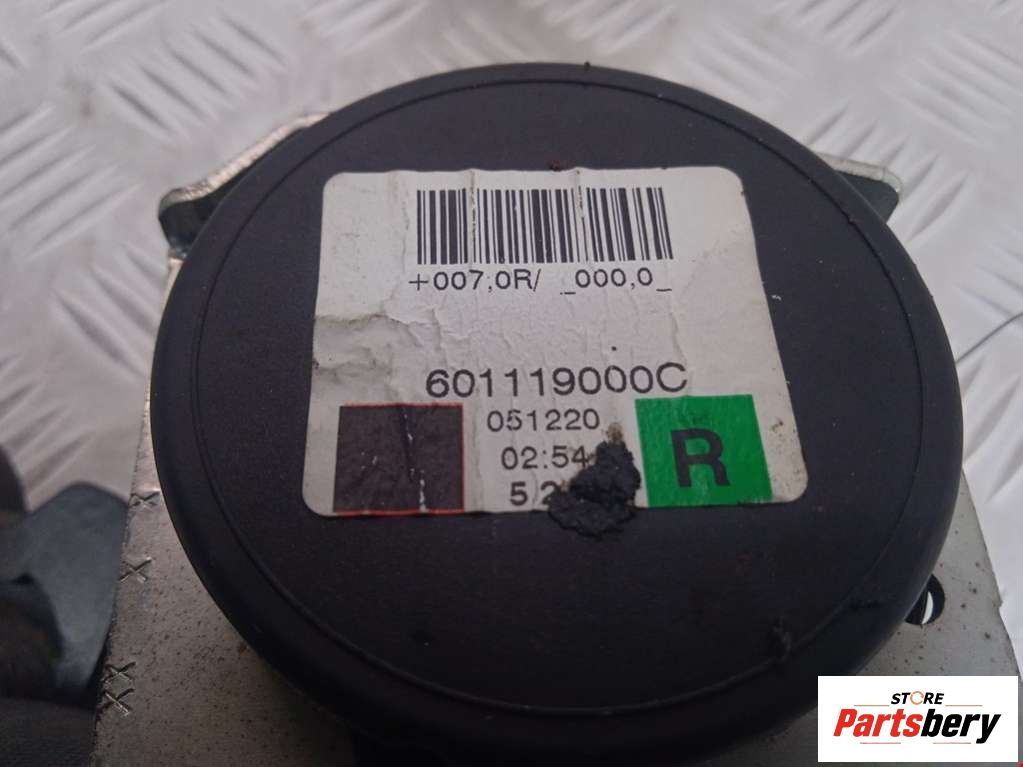 +007,0R/ _000,0_
601119000C
051220
02:54
R
STORE
Partsbery